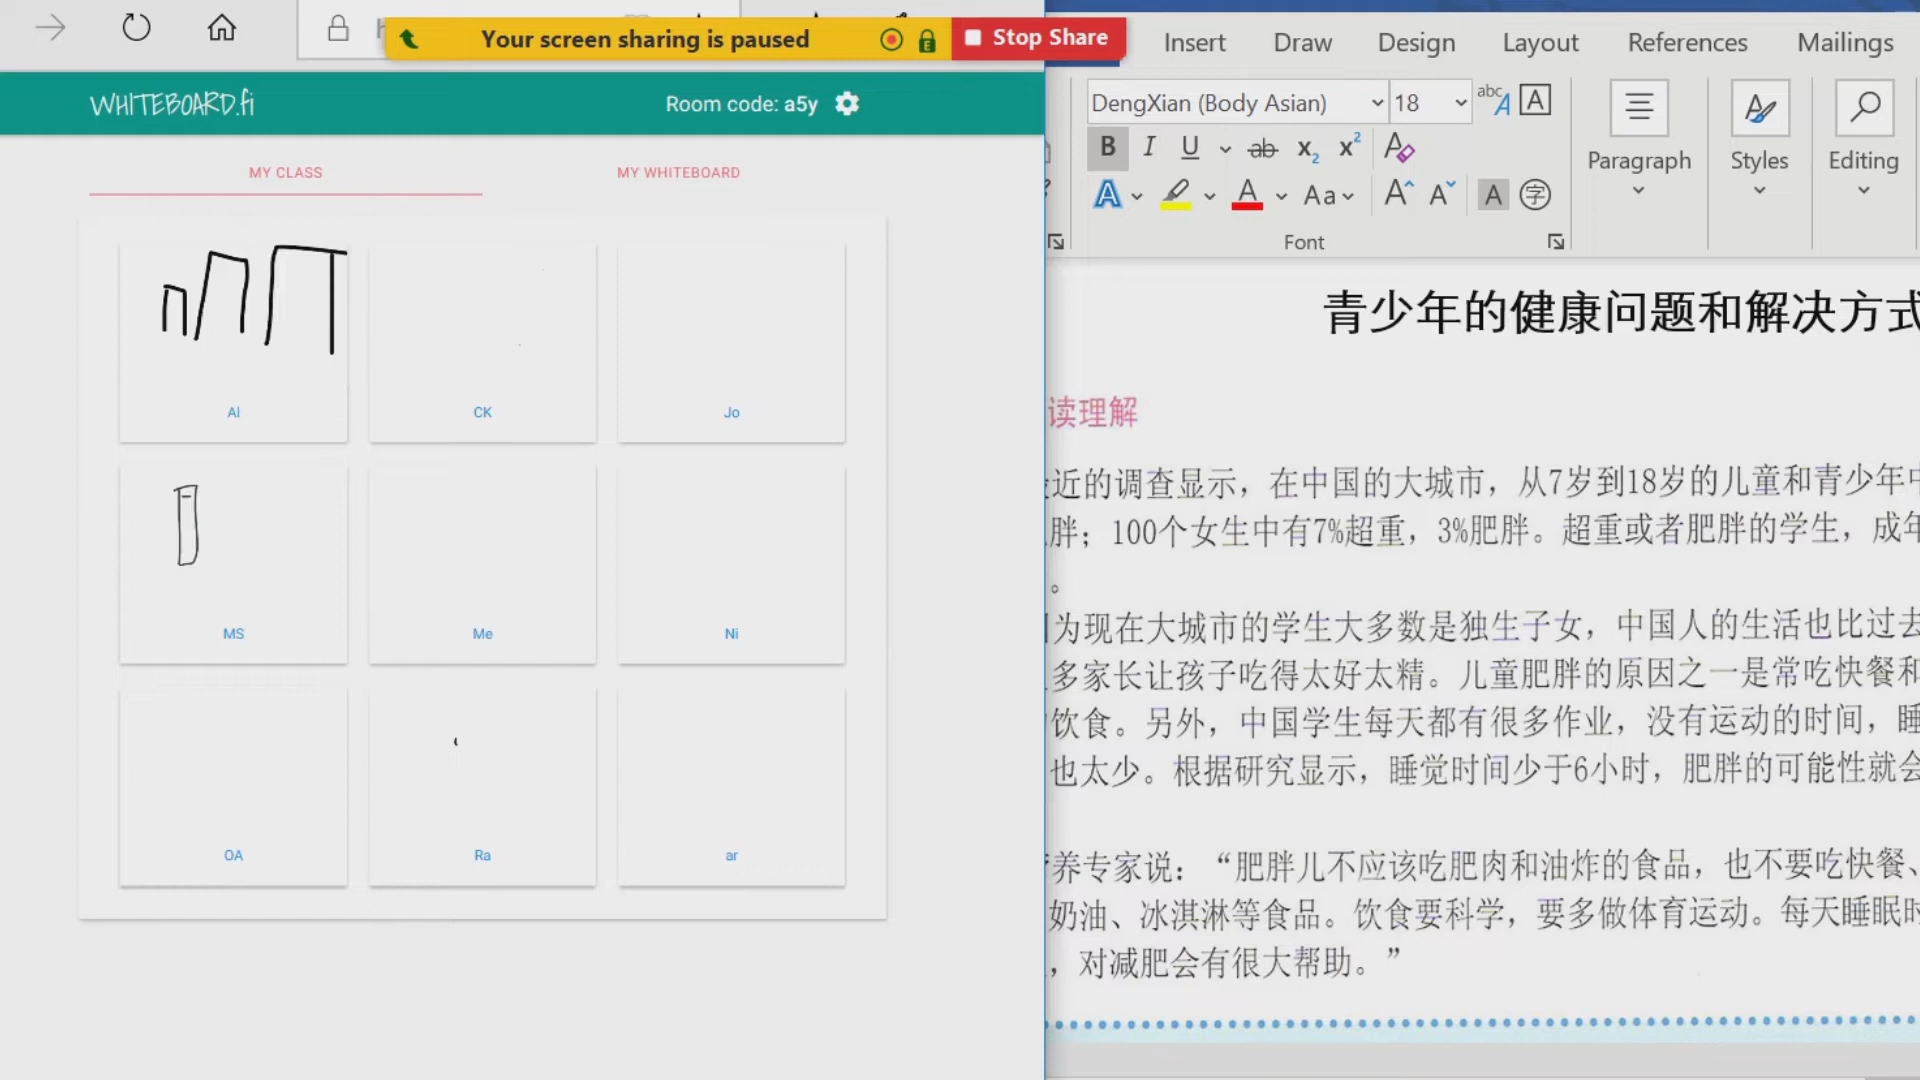 Your screen sharing is paused
Stop Share
WHITEBOARD.fi
Room code: a5y
MY CLASS
MY WHITEBOARD
Al
CK
Jo
MS
Me
Ni
OA
Ra
ar
Insert
Draw
Design
Layout
References
Mailings
DengXian (Body Asian)
18
abc A
A
B
I
U
ab
x₂
x²
A
A
A
Aa
A
A
A
字
Paragraph
Styles
Editing
Font
青少年的健康问题和解决方式
读理解
近的调查显示，在中国的大城市，从7岁到18岁的儿童和青少年中
胖；100个女生中有7%超重，3%肥胖。超重或者肥胖的学生，成年
。
为现在大城市的学生大多数是独生子女，中国人的生活也比过去
多家长让孩子吃得太好太精。儿童肥胖的原因之一是常吃快餐和
饮食。另外，中国学生每天都有很多作业，没有运动的时间，睡
也太少。根据研究显示，睡觉时间少于6小时，肥胖的可能性就会
养专家说：“肥胖儿不应该吃肥肉和油炸的食品，也不要吃快餐、
奶油、冰淇淋等食品。饮食要科学，要多做体育运动。每天睡眠时
，对减肥会有很大帮助。”